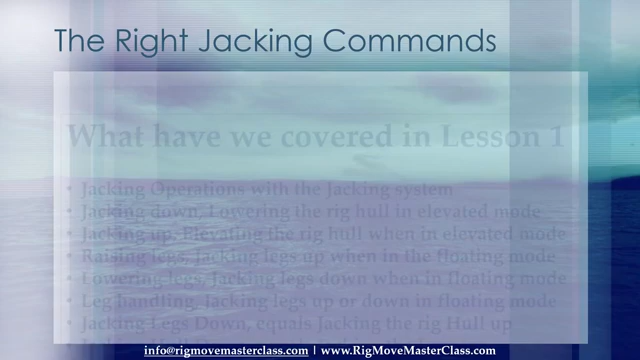 The Right Jacking Commands
What have we covered in Lesson 1
• Jacking Operations with the Jacking system
• Jacking down, Lowering the rig hull in elevated mode
• Jacking up, Elevating the rig hull when in elevated mode
• Raising legs, Jacking legs up when in the floating mode
• Lowering legs, Jacking legs down when in floating mode
• Leg handling, Jacking legs up or down in floating mode
• Jacking Legs Down, equals Jacking the rig Hull up
info@rigmovemasterclass.com | www.RigMoveMasterClass.com